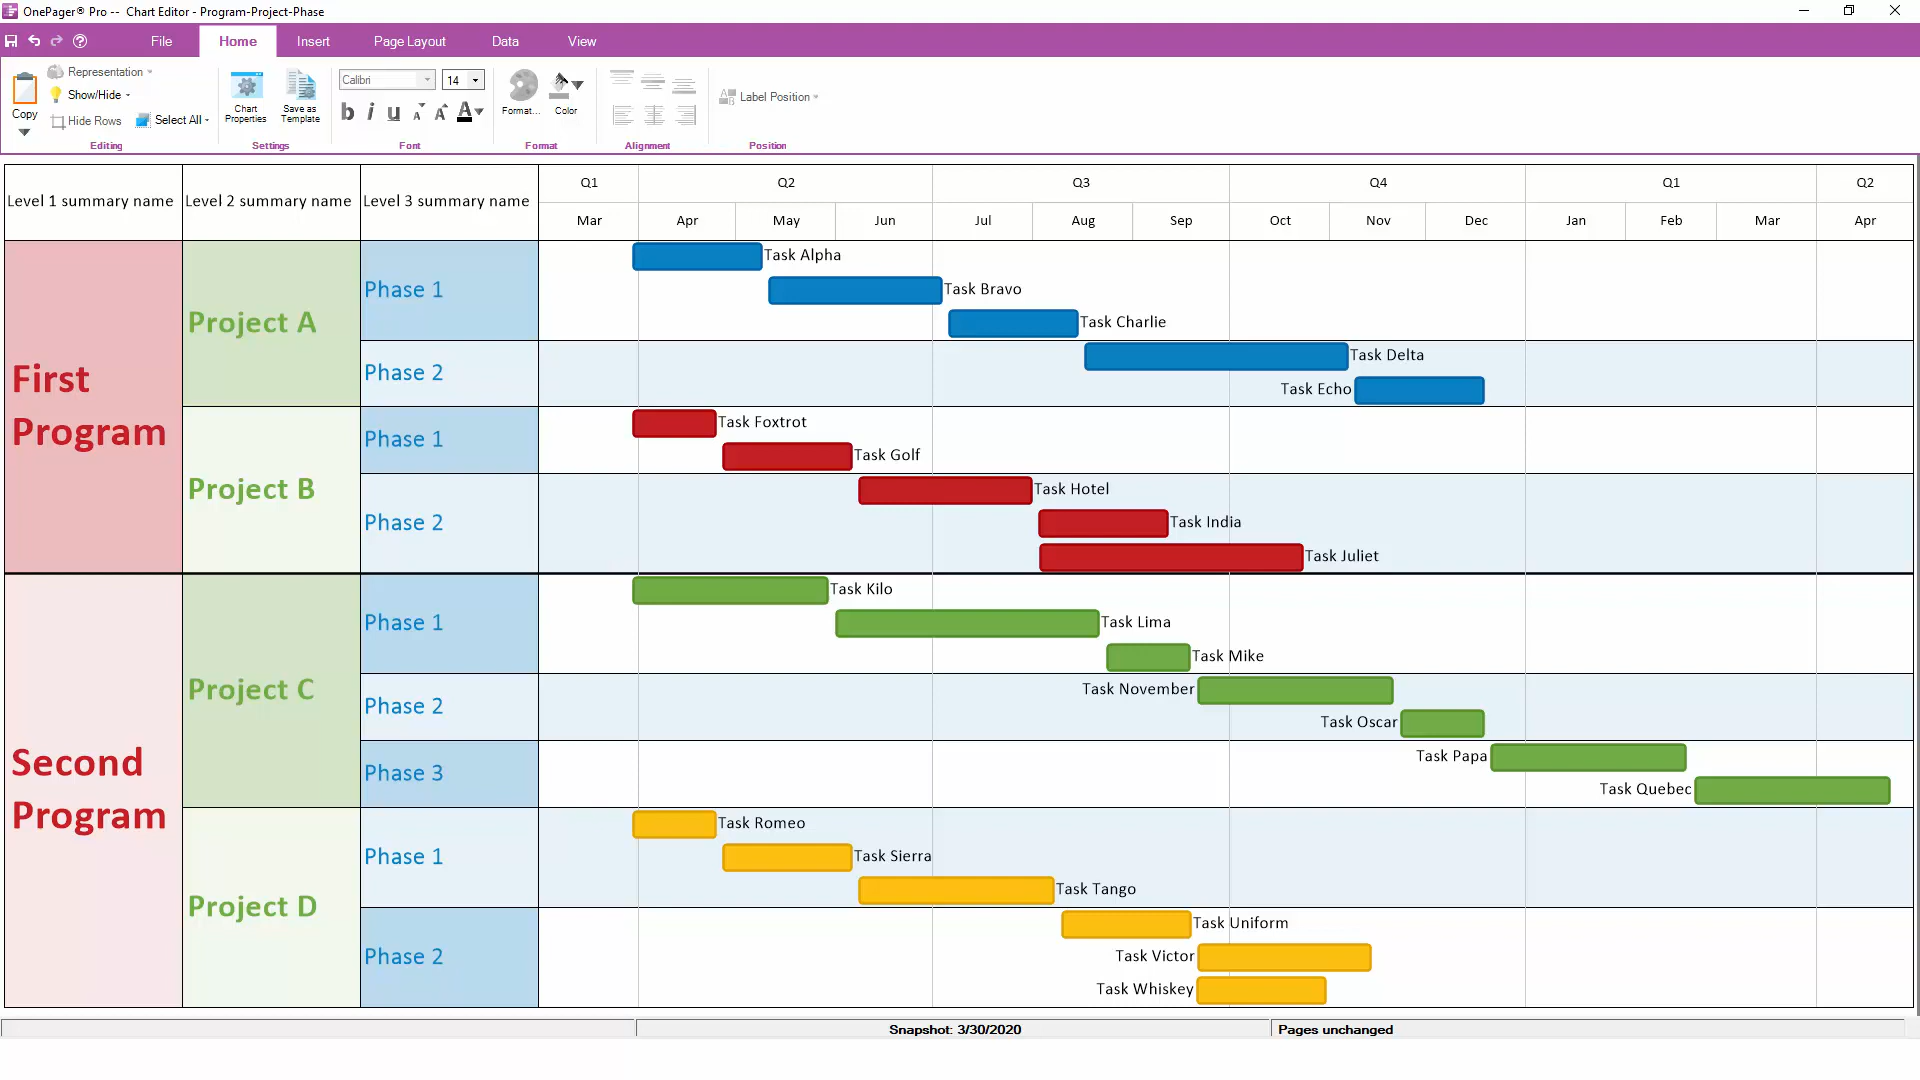 OnePager® Pro -- Chart Editor - Program-Project-Phase
File Home Insert Page Layout Data View
Copy
Representation
Show/Hide
Hide Rows
Select All
Chart Properties
Save as Template
Calibri 14
b i u A A A
Format...
Color
Label Position
Editing Settings Font Format Alignment Position
Level 1 summary name Level 2 summary name Level 3 summary name
Q1 Q2 Q3 Q4 Q1 Q2
Mar Apr May Jun Jul Aug Sep Oct Nov Dec Jan Feb Mar Apr
First Program
Project A
Phase 1
Task Alpha
Task Bravo
Task Charlie
Phase 2
Task Delta
Task Echo
Project B
Phase 1
Task Foxtrot
Task Golf
Phase 2
Task Hotel
Task India
Task Juliet
Second Program
Project C
Phase 1
Task Kilo
Task Lima
Task Mike
Phase 2
Task November
Task Oscar
Phase 3
Task Papa
Task Quebec
Project D
Phase 1
Task Romeo
Task Sierra
Task Tango
Phase 2
Task Uniform
Task Victor
Task Whiskey
Snapshot: 3/30/2020
Pages unchanged